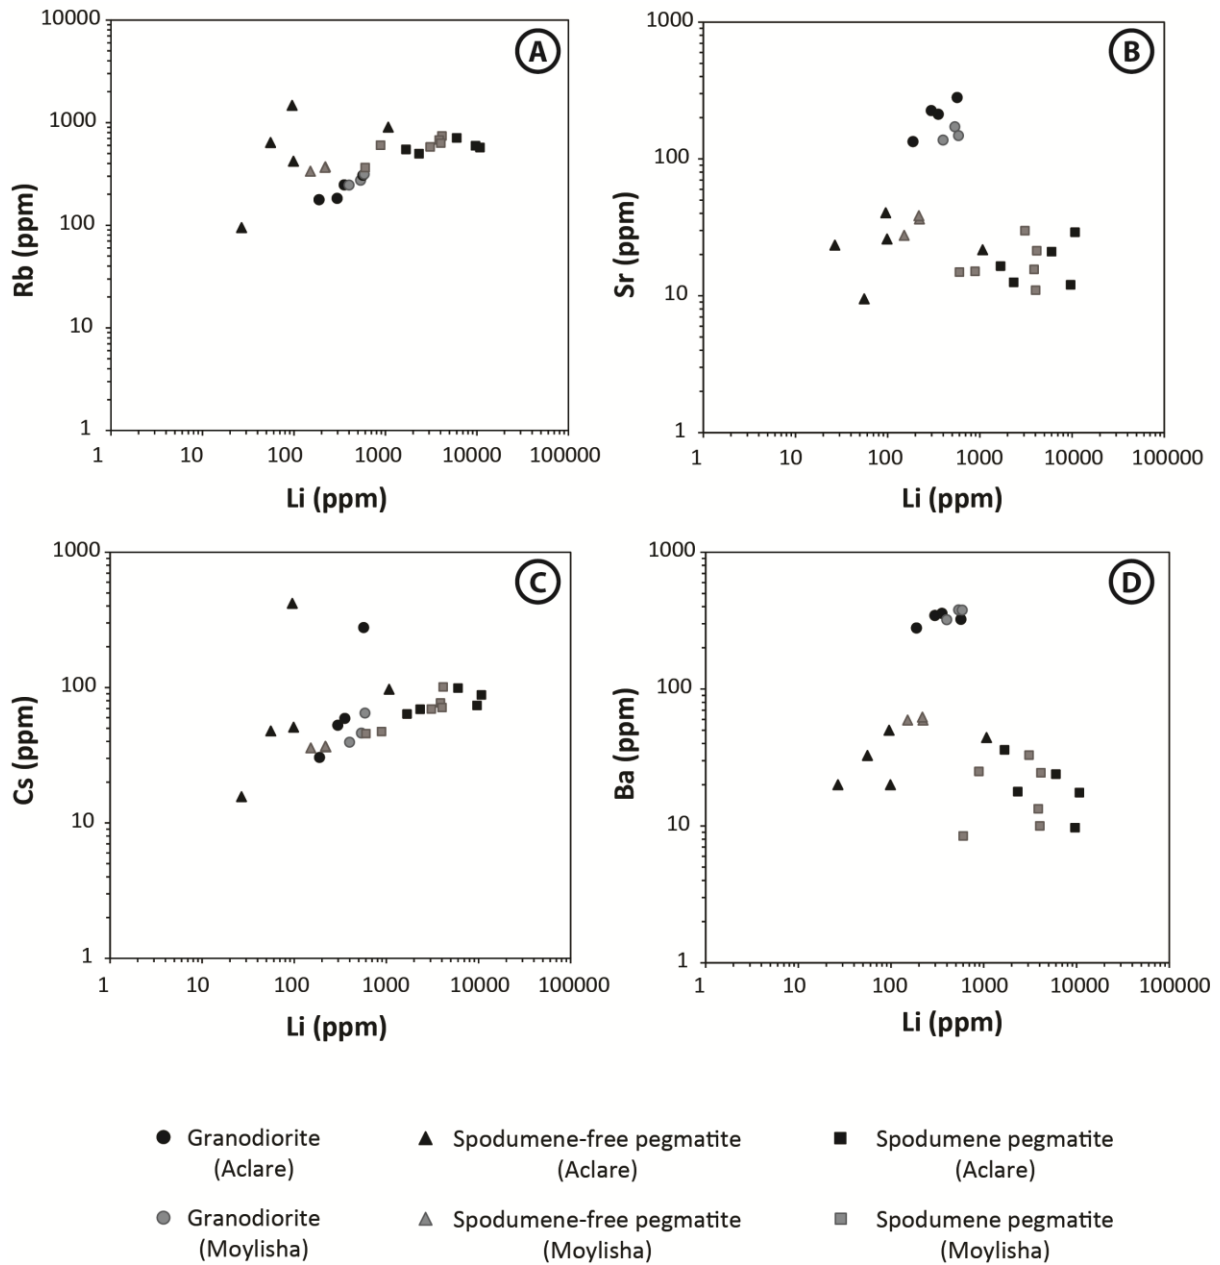 10000
1000
100
10
1
Rb (ppm)
A
1 10 100 1000 10000 100000
Li (ppm)
1000
100
10
1
Sr (ppm)
B
1 10 100 1000 10000 100000
Li (ppm)
1000
100
10
1
Cs (ppm)
C
1 10 100 1000 10000 100000
Li (ppm)
1000
100
10
1
Ba (ppm)
D
1 10 100 1000 10000 100000
Li (ppm)
Granodiorite
(Aclare)
Spodumene-free pegmatite
(Aclare)
Spodumene pegmatite
(Aclare)
Granodiorite
(Moylisha)
Spodumene-free pegmatite
(Moylisha)
Spodumene pegmatite
(Moylisha)